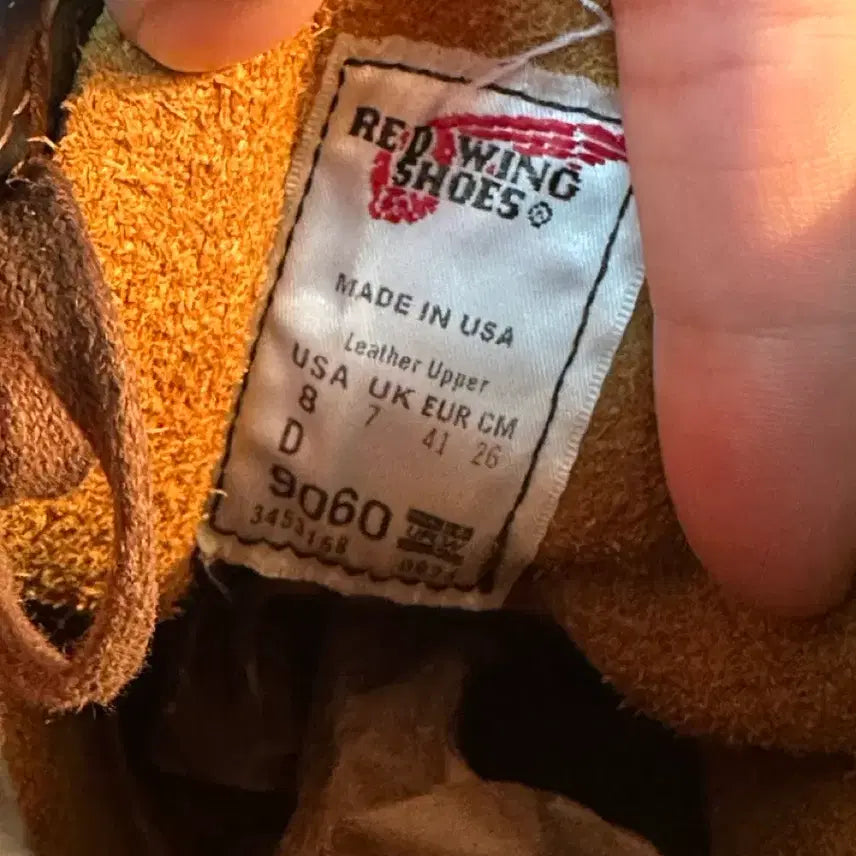 RED WING
SHOES®
MADE IN USA
Leather Upper
USA UK EUR CM
8 7 41 26
D
9060